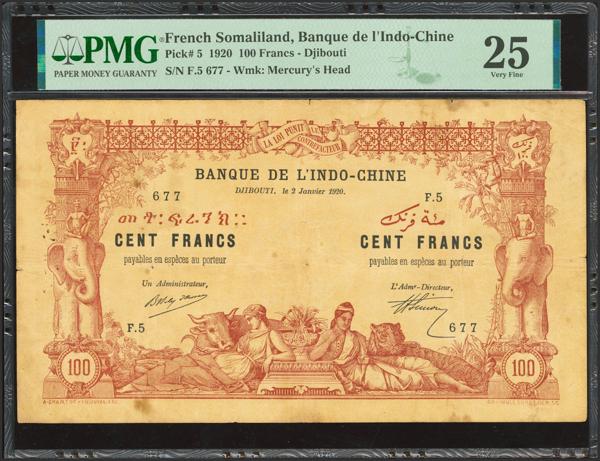 PMG
PAPER MONEY GUARANTY
French Somaliland, Banque de l'Indo-Chine
Pick# 5 1920 100 Francs - Djibouti
S/N F.5 677 - Wmk: Mercury's Head
25
Very Fine
LA LOI PUNIT LE CONTREFACTEUR
BANQUE DE L'INDO-CHINE
DJIBOUTI, le 2 Janvier 1920.
677
F.5
مئة فرنك
CENT FRANCS
CENT FRANCS
payables en espèces au porteur
payables en espèces au porteur
Un Administrateur,
L'Admr-Directeur,
F.5
677
100
100